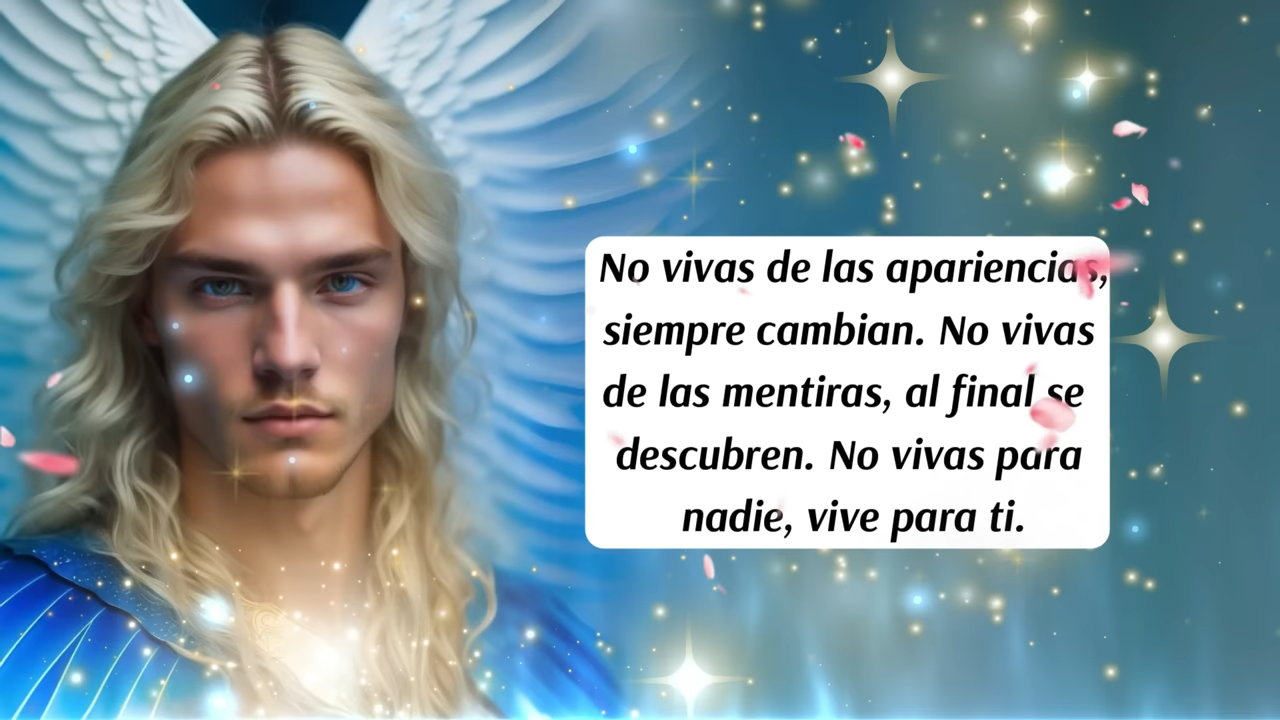 No vivas de las apariencias,
siempre cambian. No vivas
de las mentiras, al final se
descubren. No vivas para
nadie, vive para ti.